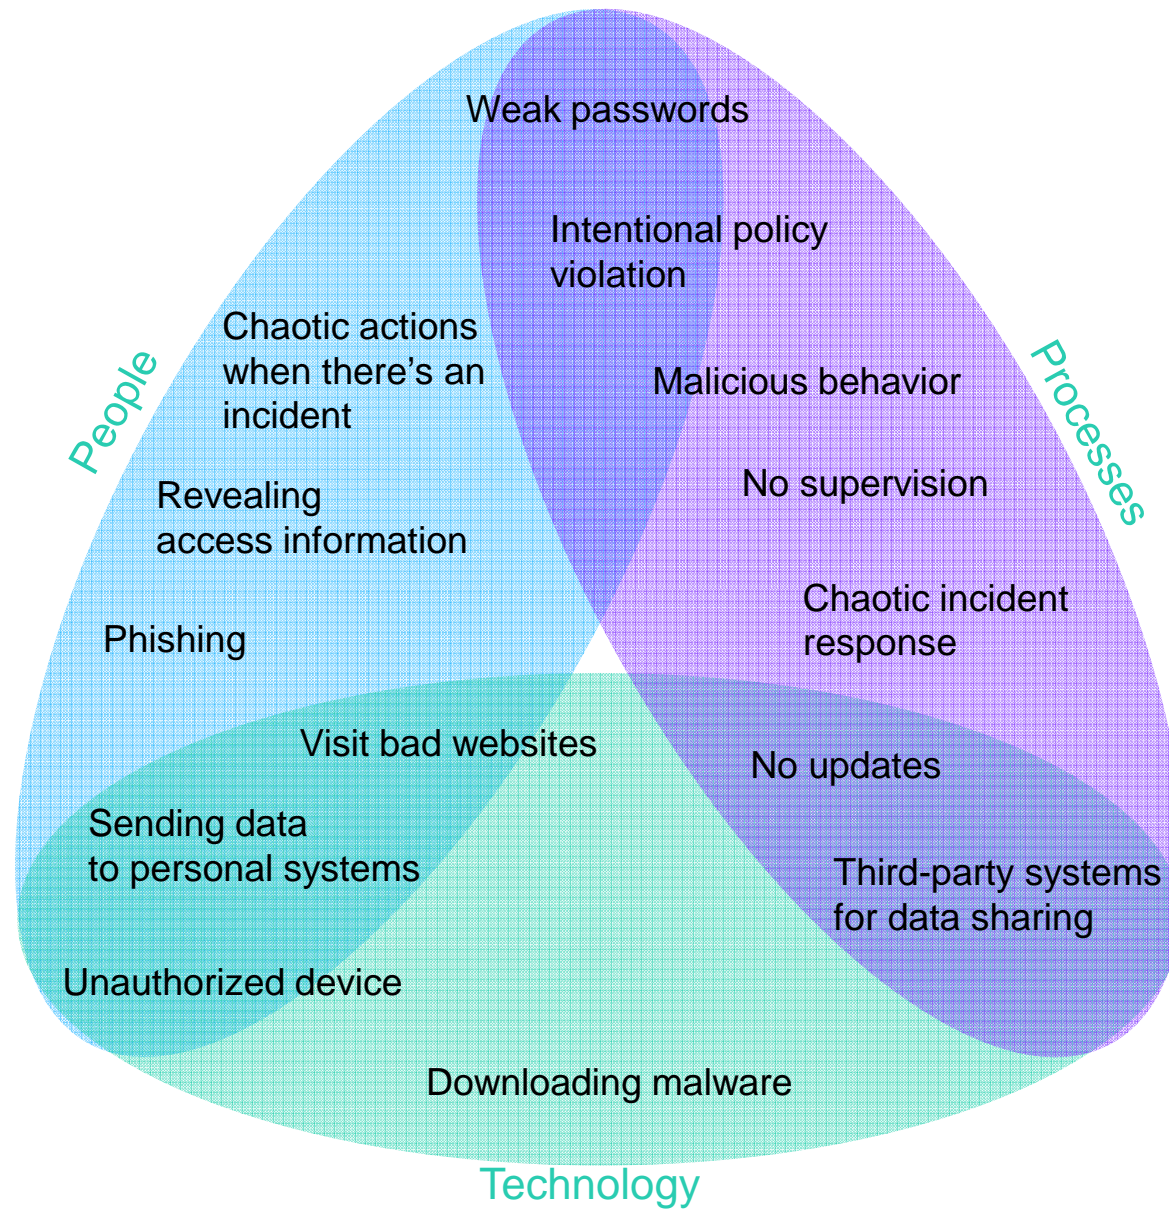 Weak passwords
Intentional policy
violation
Chaotic actions
when there’s an
incident
People
Malicious behavior
Processes
Revealing
access information
No supervision
Phishing
Chaotic incident
response
Visit bad websites
No updates
Sending data
to personal systems
Third-party systems
for data sharing
Unauthorized device
Downloading malware
Technology